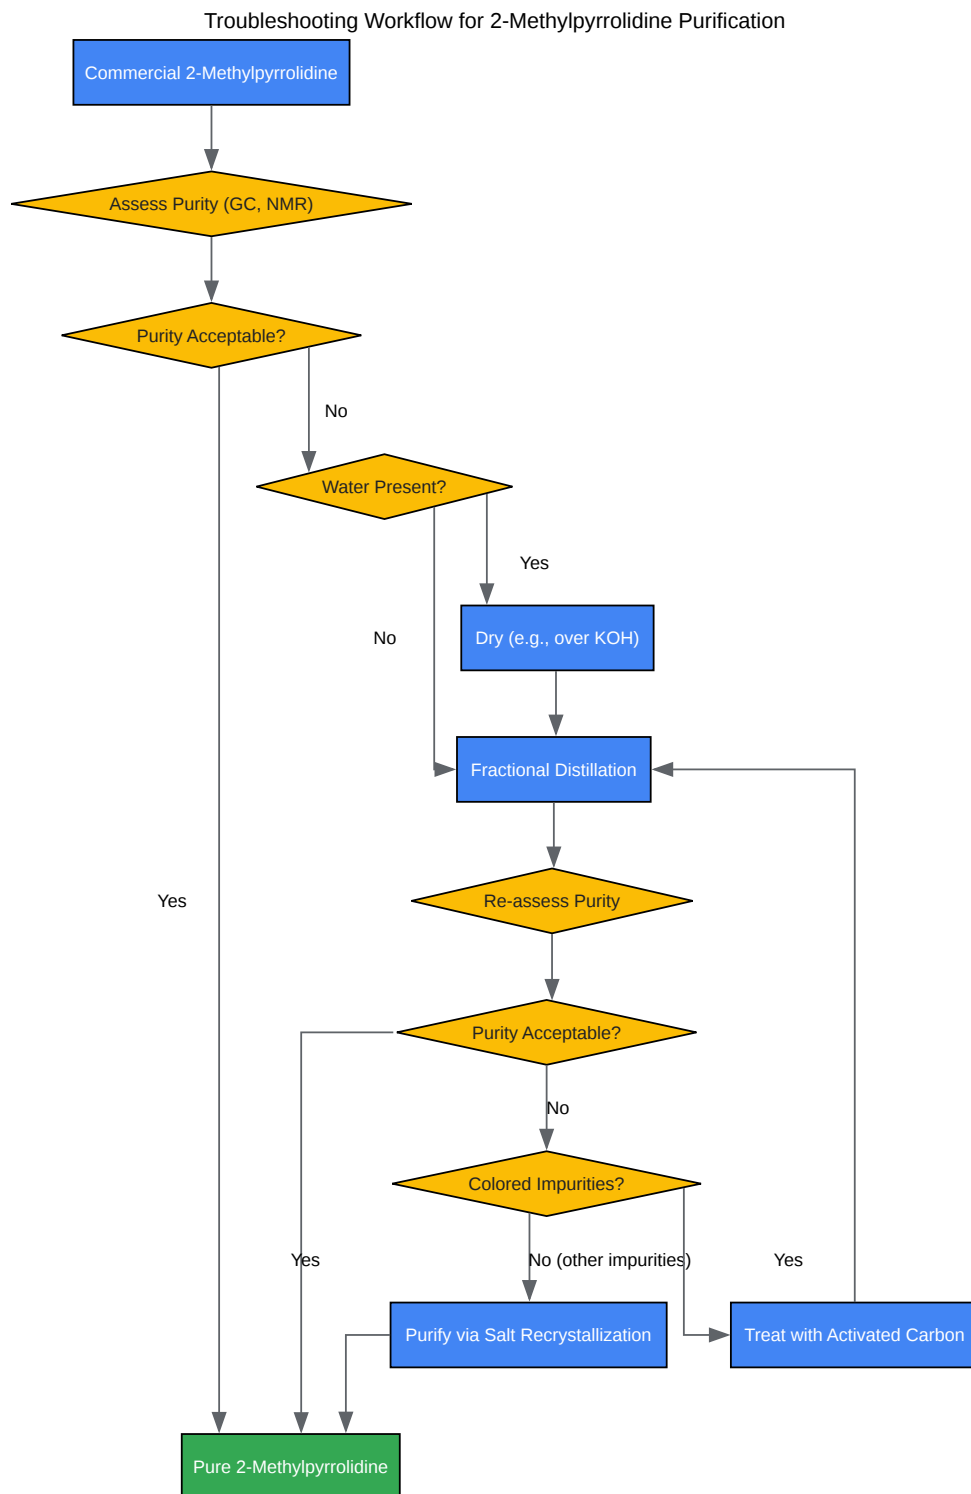 Troubleshooting Workflow for 2-Methylpyrrolidine Purification
Commercial 2-Methylpyrrolidine
Assess Purity (GC, NMR)
Purity Acceptable?
No
Water Present?
Yes
No
Dry (e.g., over KOH)
Fractional Distillation
Yes
Re-assess Purity
Purity Acceptable?
No
Colored Impurities?
Yes
No (other impurities)
Yes
Purify via Salt Recrystallization
Treat with Activated Carbon
Pure 2-Methylpyrrolidine